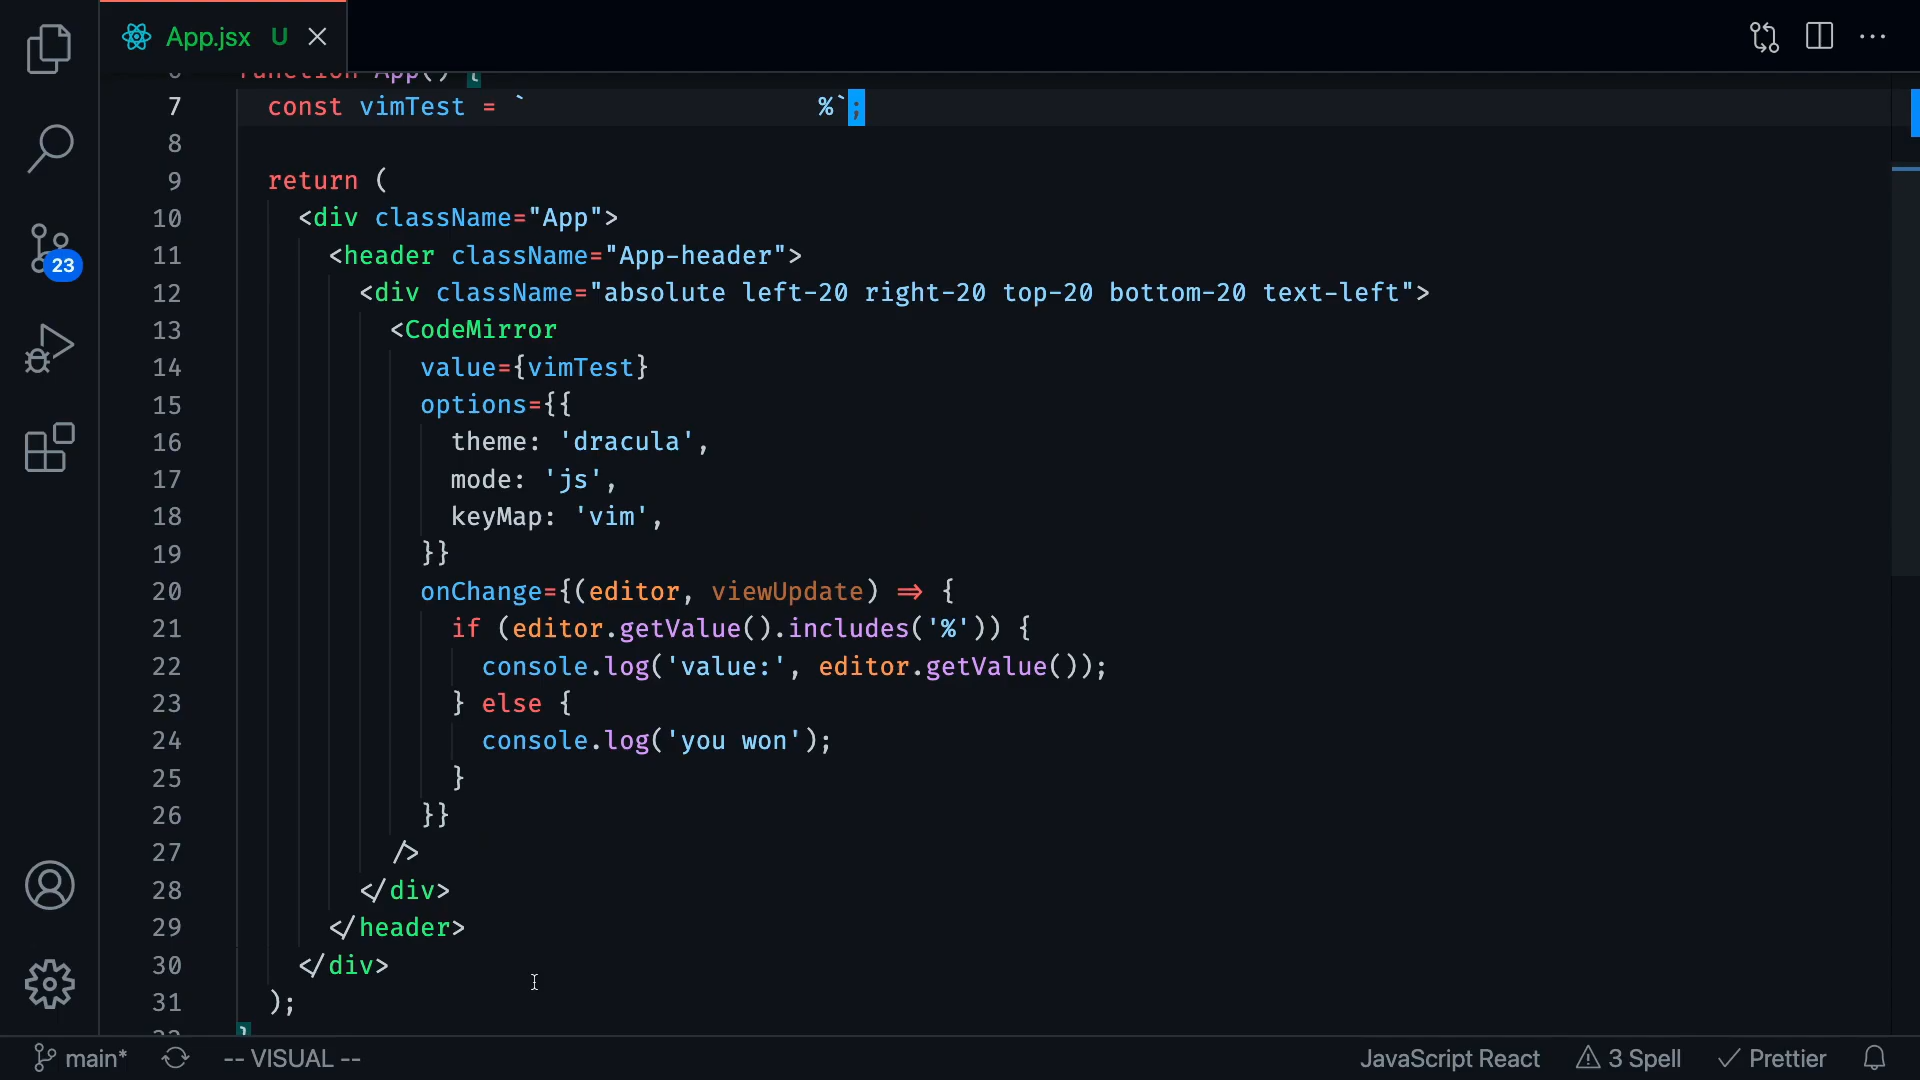 App.jsx U
function App() {
7 const vimTest = `                   %`;
8
9 return (
10 <div className="App">
11 <header className="App-header">
12 <div className="absolute left-20 right-20 top-20 bottom-20 text-left">
13 <CodeMirror
14 value={vimTest}
15 options={{
16 theme: 'dracula',
17 mode: 'js',
18 keyMap: 'vim',
19 }}
20 onChange={(editor, viewUpdate) => {
21 if (editor.getValue().includes('%')) {
22 console.log('value:', editor.getValue());
23 } else {
24 console.log('you won');
25 }
26 }}
27 />
28 </div>
29 </header>
30 </div>
31 );
}
23
main* -- VISUAL -- JavaScript React 3 Spell Prettier